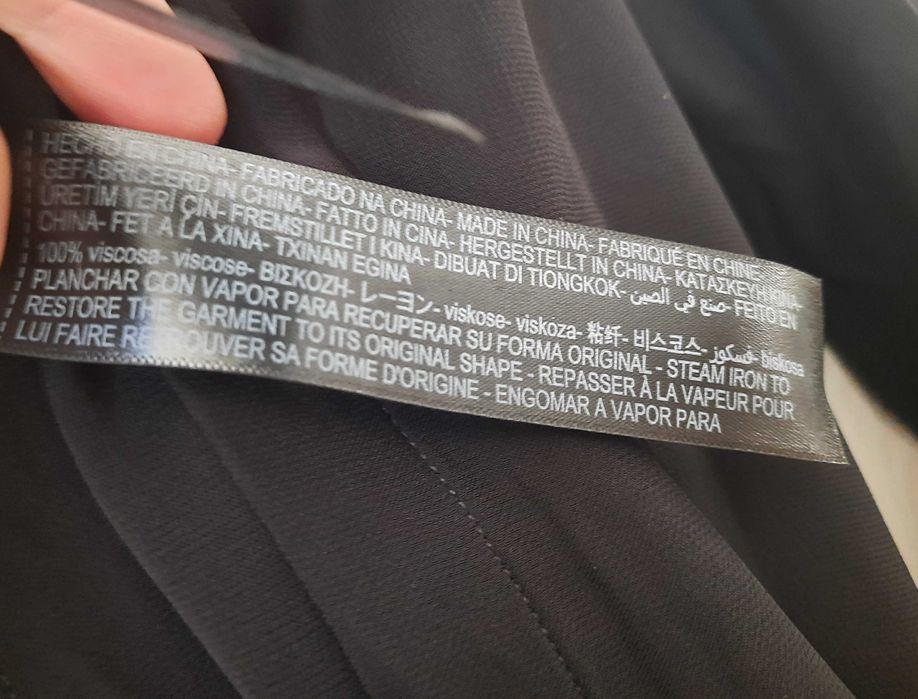 HECHO EN CHINA- FABRICADO NA CHINA- MADE IN CHINA- FABRIQUÉ EN CHINE-
GEFABRICEERD IN CHINA- FATTO IN CINA- HERGESTELLT IN CHINA- ΚΑΤΑΣΚΕΥΗ ΚΙΝΑ-
ÜRETİM YERİ ÇİN- FREMSTILLET I KINA- DIBUAT DI TIONGKOK- صنع في الصين- FEITO EN
CHINA- FET A LA XINA- TXINAN EGINA
100% viscosa- viscose- ΒΙΣΚΟΖΗ- レーヨン- viskose- viskoza- 粘纤- 비스코스- فسكوز- biskosa
PLANCHAR CON VAPOR PARA RECUPERAR SU FORMA ORIGINAL - STEAM IRON TO
RESTORE THE GARMENT TO ITS ORIGINAL SHAPE - REPASSER À LA VAPEUR POUR
LUI FAIRE RETROUVER SA FORME D'ORIGINE - ENGOMAR A VAPOR PARA